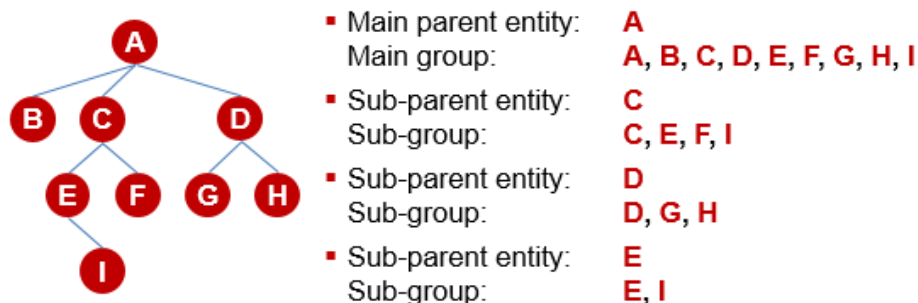 A
B C D
E F G H
I
▪ Main parent entity: A
Main group: A, B, C, D, E, F, G, H, I
▪ Sub-parent entity: C
Sub-group: C, E, F, I
▪ Sub-parent entity: D
Sub-group: D, G, H
▪ Sub-parent entity: E
Sub-group: E, I